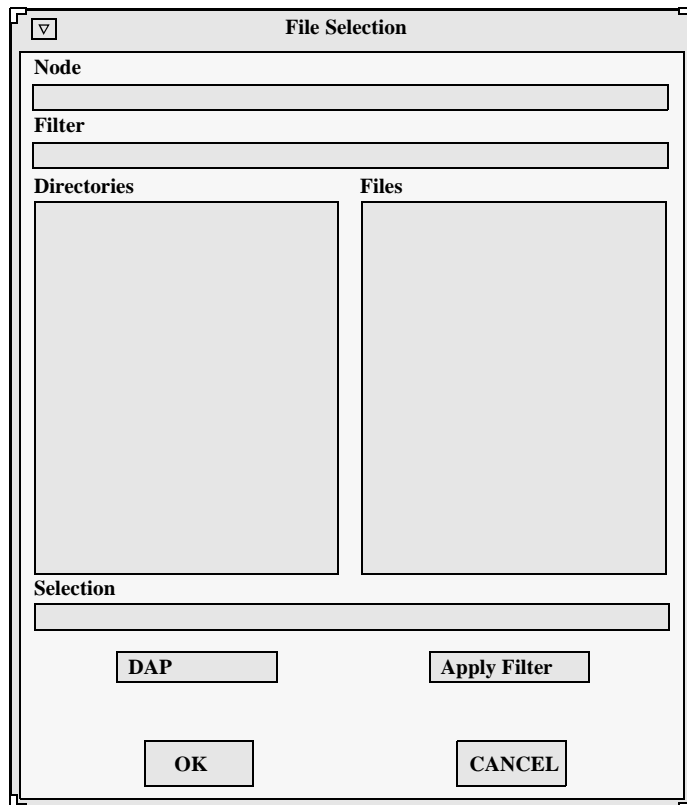 File Selection
Node
Filter
Directories
Files
Selection
DAP
Apply Filter
OK
CANCEL